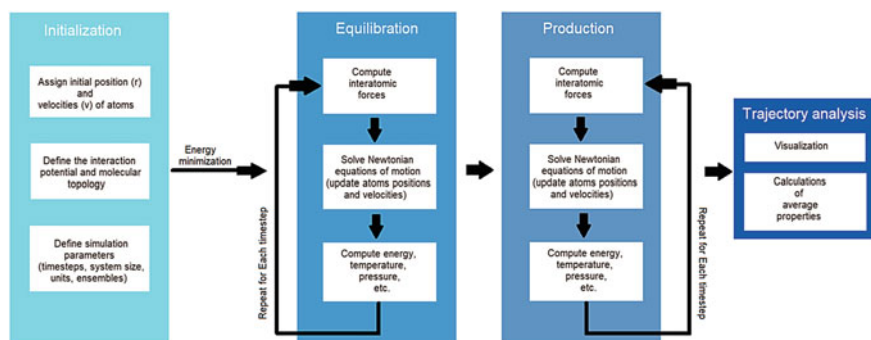 Initialization
Assign initial position (r)
and
velocities (v) of atoms
Define the interaction
potential and molecular
topology
Define simulation
parameters
(timesteps, system size,
units, ensembles)
Energy
minimization
Equilibration
Compute
interatomic
forces
Solve Newtonian
equations of motion
(update atoms positions
and velocities)
Compute energy,
temperature,
pressure,
etc.
Repeat for Each timestep
Production
Compute
interatomic
forces
Solve Newtonian
equations of motion
(update atoms positions
and velocities)
Compute energy,
temperature,
pressure,
etc.
Repeat for Each timestep
Trajectory analysis
Visualization
Calculations
of
average
properties